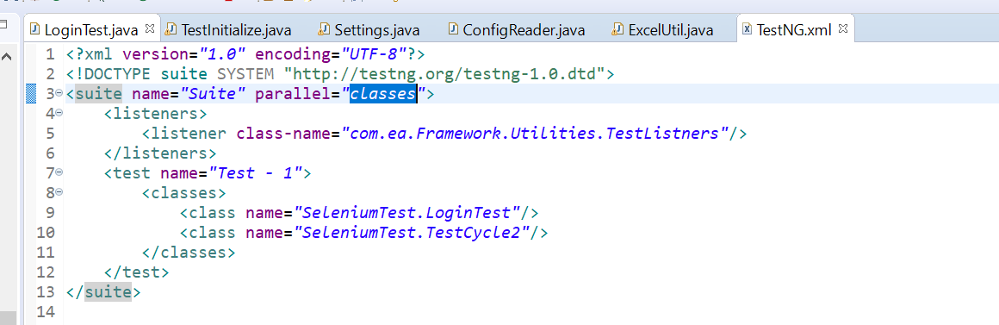 LoginTest.java TestInitialize.java Settings.java ConfigReader.java ExcelUtil.java TestNG.xml
1 <?xml version="1.0" encoding="UTF-8"?>
2 <!DOCTYPE suite SYSTEM "http://testng.org/testng-1.0.dtd">
3 <suite name="Suite" parallel="classes">
4 <listeners>
5 <listener class-name="com.ea.Framework.Utilities.TestListners"/>
6 </listeners>
7 <test name="Test - 1">
8 <classes>
9 <class name="SeleniumTest.LoginTest"/>
10 <class name="SeleniumTest.TestCycle2"/>
11 </classes>
12 </test>
13 </suite>
14